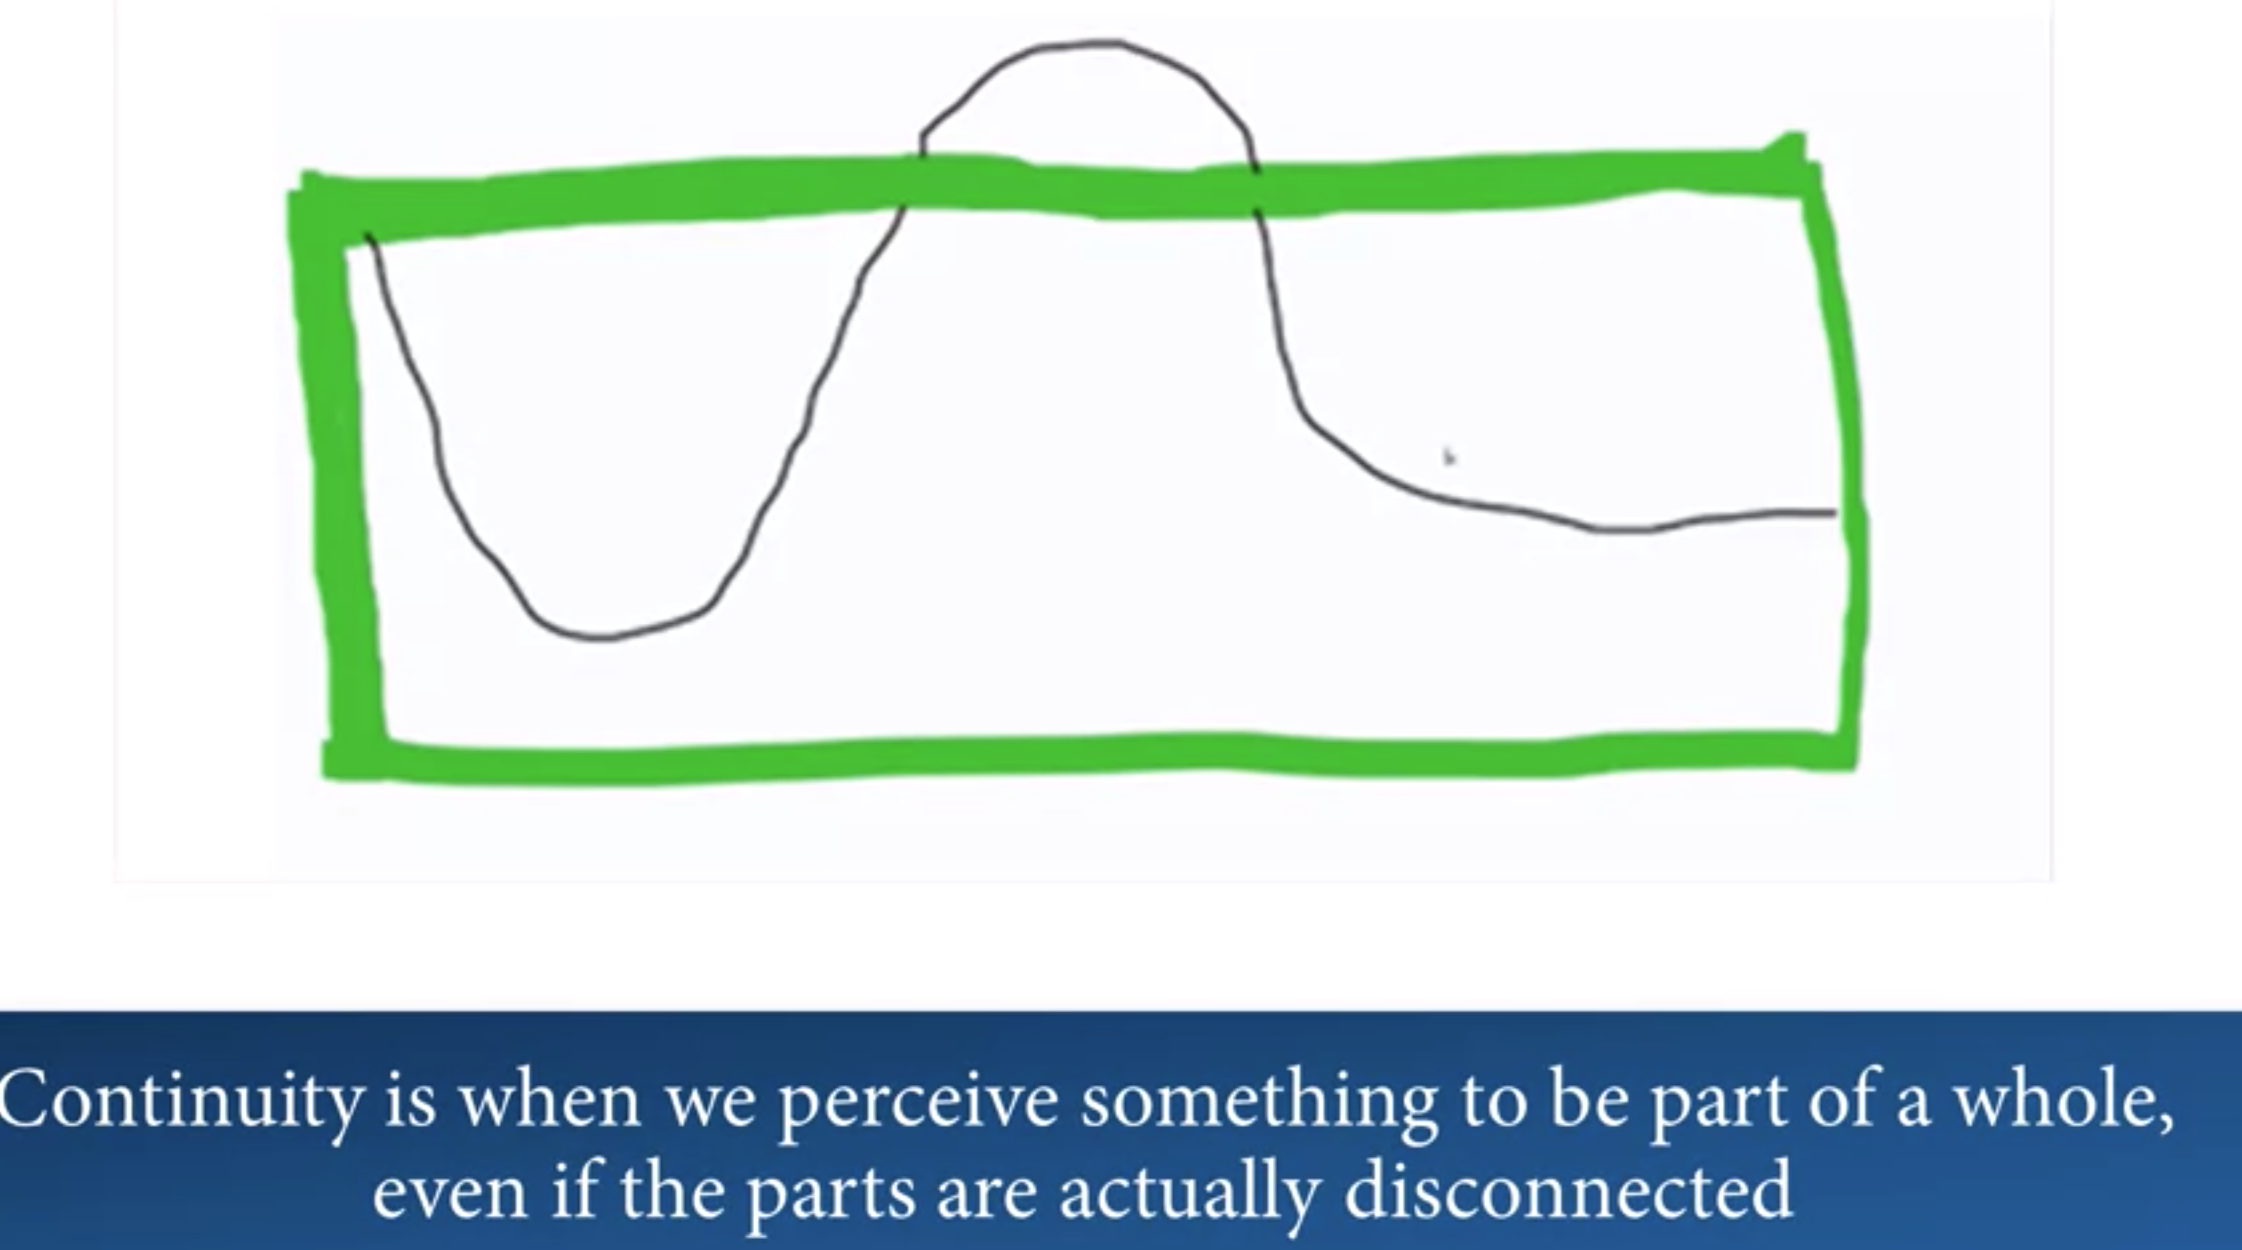 Continuity is when we perceive something to be part of a whole,
even if the parts are actually disconnected